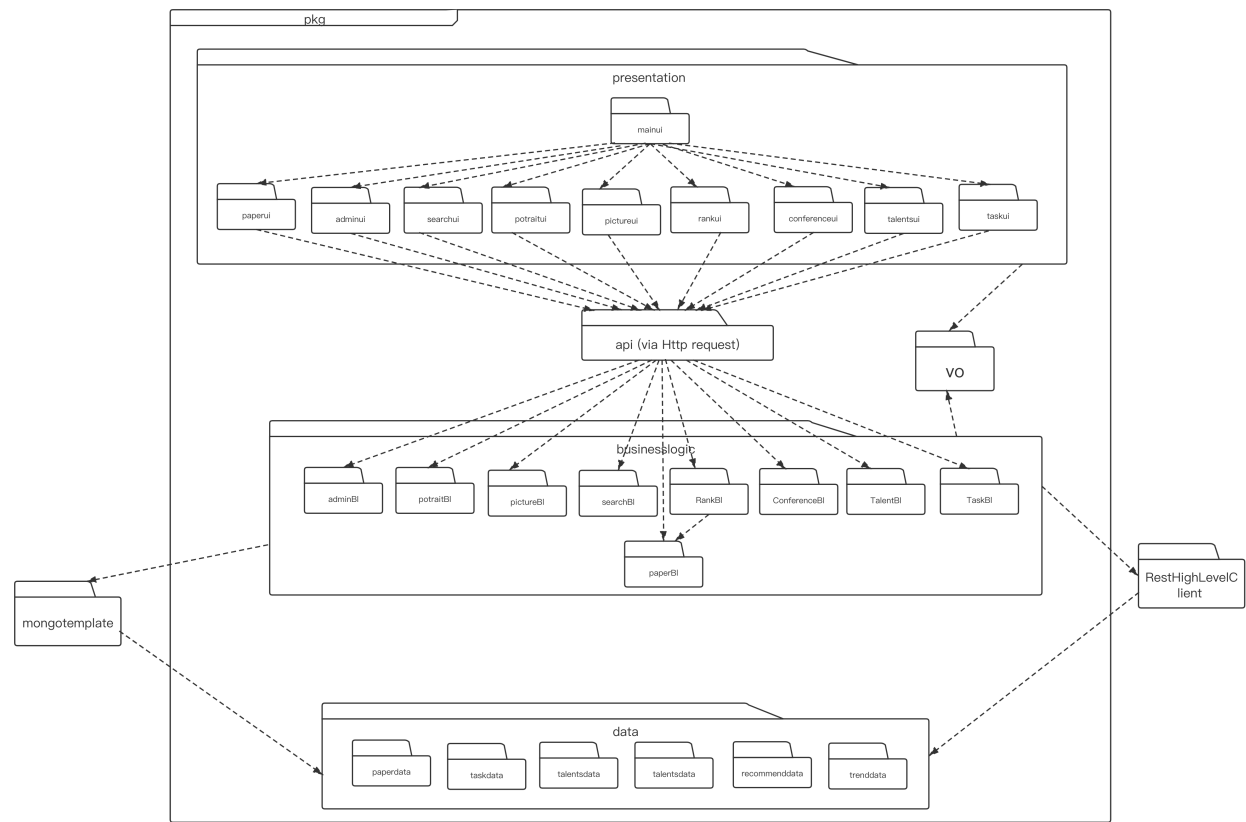 pkg
presentation
mainui
paperui
adminui
searchui
potraitui
pictureui
rankui
conferenceui
talentsui
taskui
api (via Http request)
vo
businesslogic
adminBl
potraitBl
pictureBl
searchBl
RankBl
ConferenceBl
TalentBl
TaskBl
paperBl
mongotemplate
RestHighLevelC
lient
data
paperdata
taskdata
talentsdata
talentsdata
recommenddata
trenddata